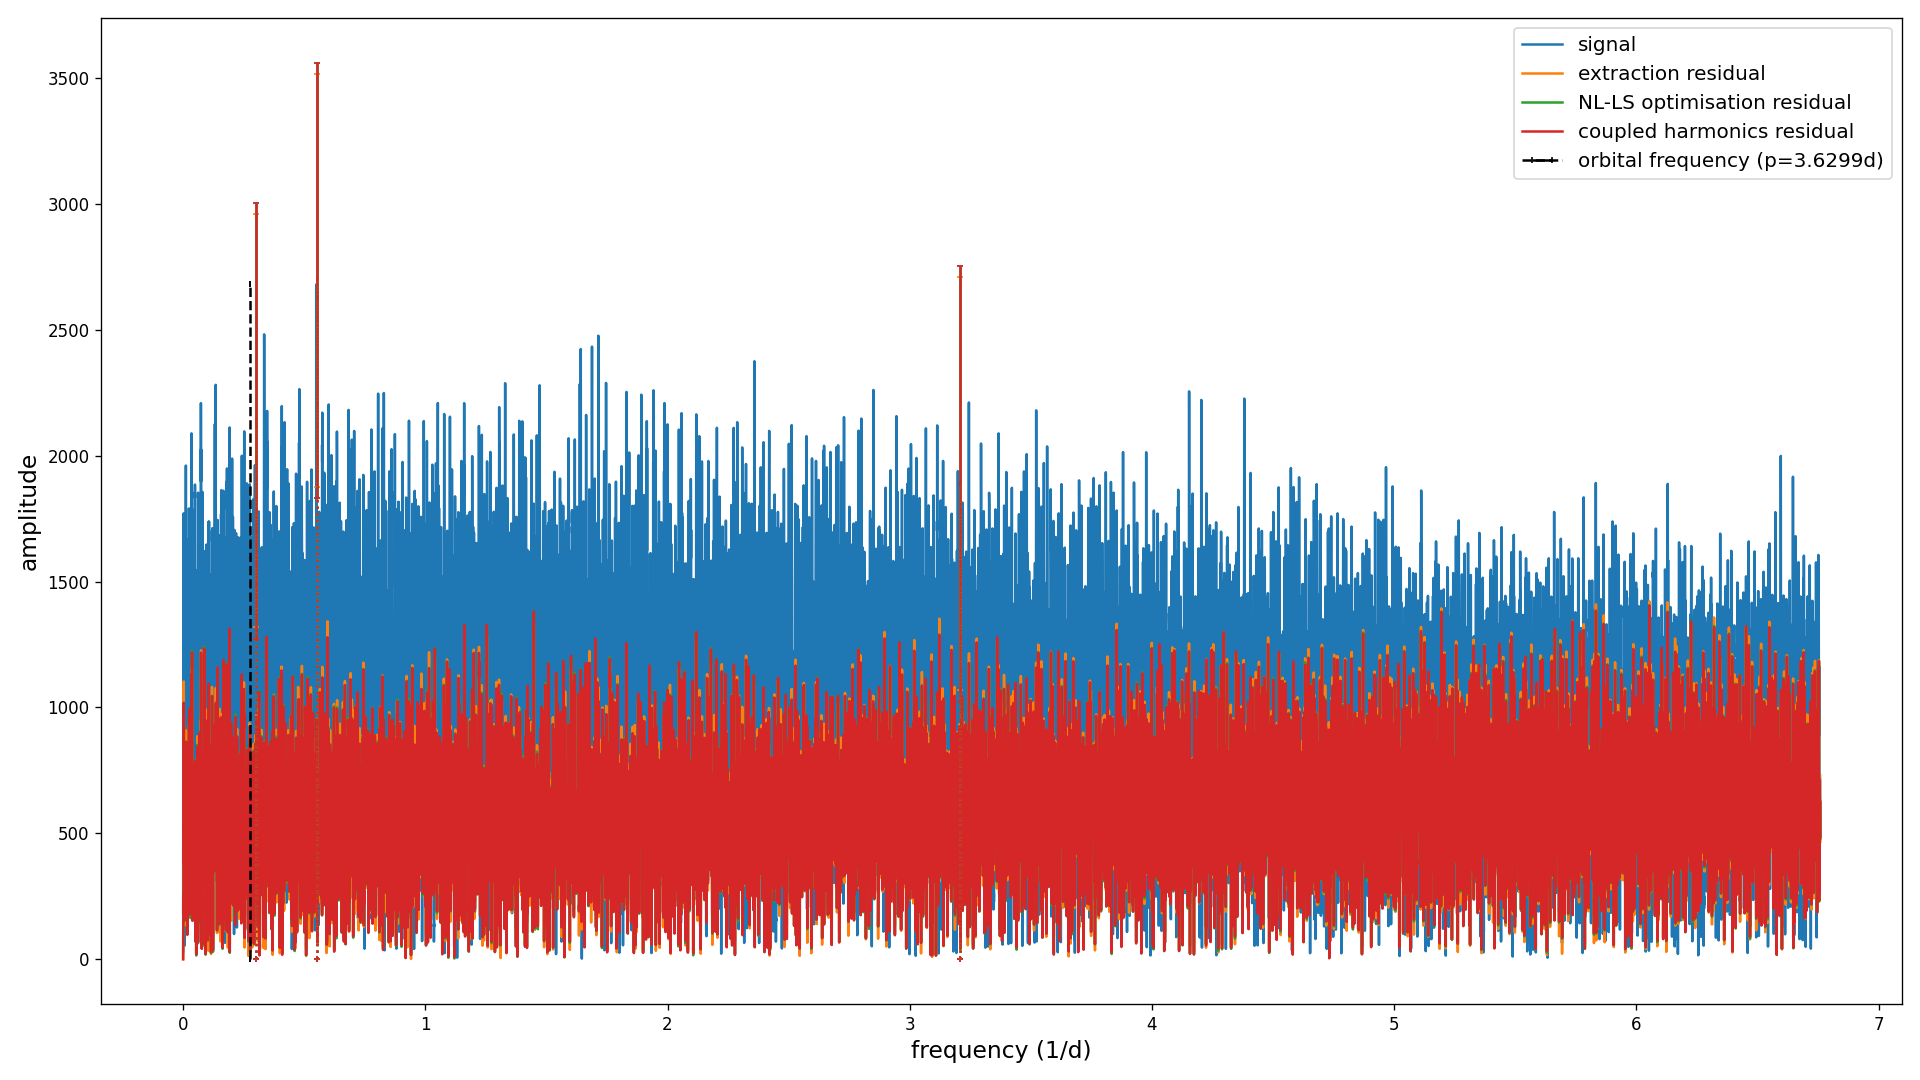 signal
extraction residual
NL-LS optimisation residual
coupled harmonics residual
orbital frequency (p=3.6299d)
3500
3000
2500
2000
1500
1000
500
0
amplitude
0 1 2 3 4 5 6 7
frequency (1/d)